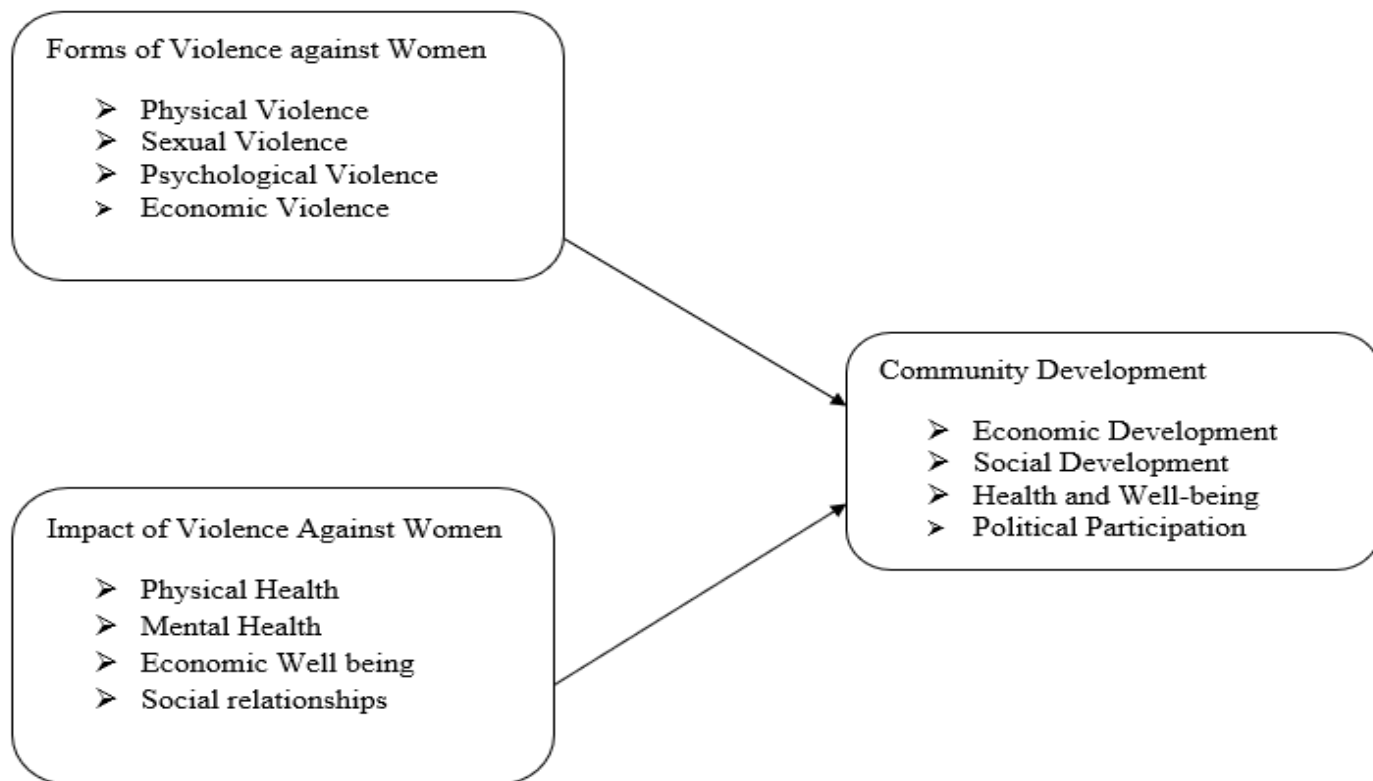 Forms of Violence against Women
➢ Physical Violence
➢ Sexual Violence
➢ Psychological Violence
➢ Economic Violence
Impact of Violence Against Women
➢ Physical Health
➢ Mental Health
➢ Economic Well being
➢ Social relationships
Community Development
➢ Economic Development
➢ Social Development
➢ Health and Well-being
➢ Political Participation